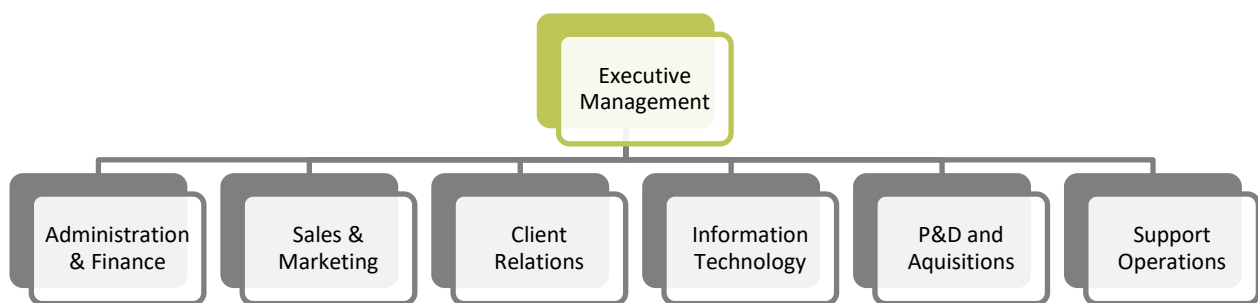 Executive
Management
Administration
& Finance
Sales &
Marketing
Client
Relations
Information
Technology
P&D and
Aquisitions
Support
Operations